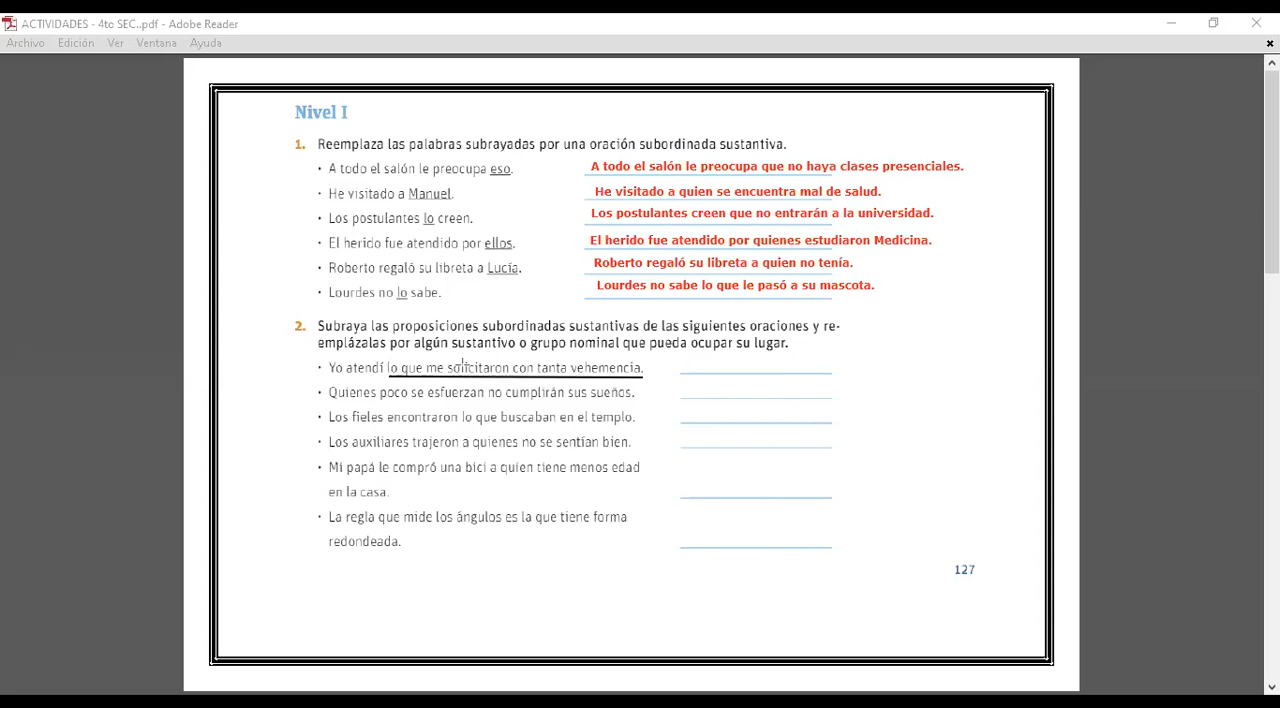 ACTIVIDADES - 4to SEC..pdf - Adobe Reader
Archivo Edición Ver Ventana Ayuda
Nivel I
1. Reemplaza las palabras subrayadas por una oración subordinada sustantiva.
• A todo el salón le preocupa eso. A todo el salón le preocupa que no haya clases presenciales.
• He visitado a Manuel. He visitado a quien se encuentra mal de salud.
• Los postulantes lo creen. Los postulantes creen que no entrarán a la universidad.
• El herido fue atendido por ellos. El herido fue atendido por quienes estudiaron Medicina.
• Roberto regaló su libreta a Lucía. Roberto regaló su libreta a quien no tenía.
• Lourdes no lo sabe. Lourdes no sabe lo que le pasó a su mascota.
2. Subraya las proposiciones subordinadas sustantivas de las siguientes oraciones y re-
emplázalas por algún sustantivo o grupo nominal que pueda ocupar su lugar.
• Yo atendí lo que me solicitaron con tanta vehemencia.
• Quienes poco se esfuerzan no cumplirán sus sueños.
• Los fieles encontraron lo que buscaban en el templo.
• Los auxiliares trajeron a quienes no se sentían bien.
• Mi papá le compró una bici a quien tiene menos edad
en la casa.
• La regla que mide los ángulos es la que tiene forma
redondeada.
127